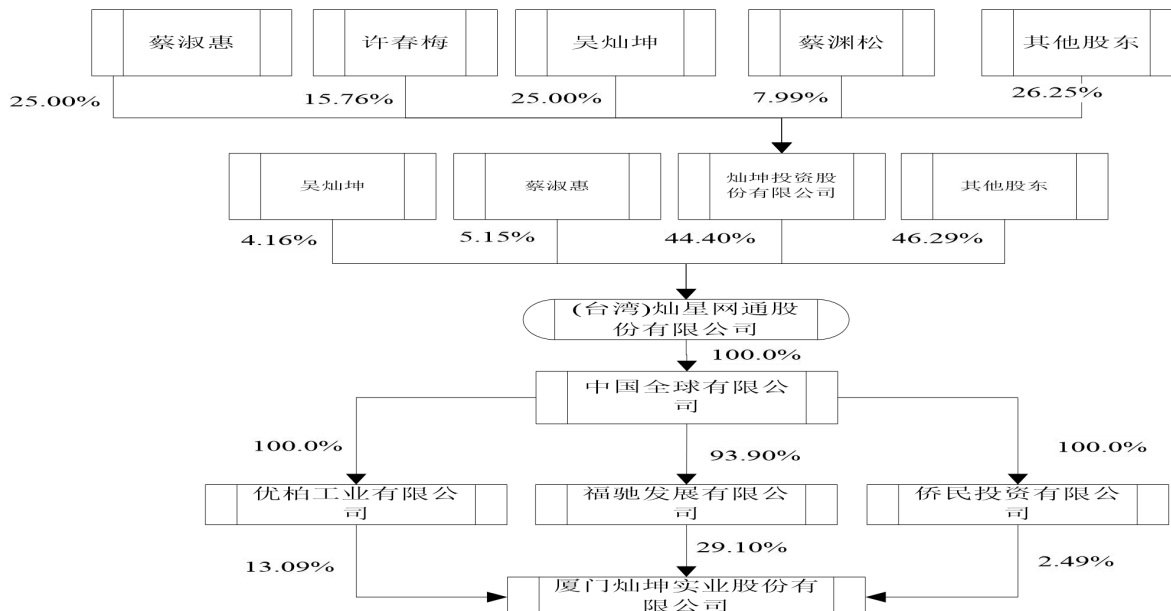 蔡淑惠
许春梅
吴灿坤
蔡渊松
其他股东
25.00%
15.76%
25.00%
7.99%
26.25%
吴灿坤
蔡淑惠
灿坤投资股
份有限公司
其他股东
4.16%
5.15%
44.40%
46.29%
(台湾)灿星网通股
份有限公司
100.0%
中国全球有限公
司
100.0%
93.90%
100.0%
优柏工业有限公
司
福驰发展有限公
司
侨民投资有限公
司
13.09%
29.10%
2.49%
厦门灿坤实业股份有
限公司